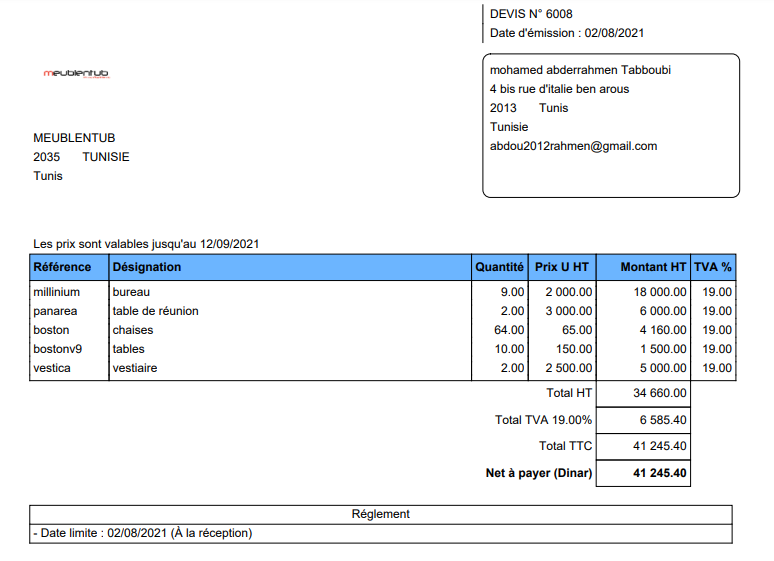 DEVIS N° 6008
Date d'émission : 02/08/2021
meublentub
mohamed abderrahmen Tabboubi
4 bis rue d'italie ben arous
2013 Tunis
Tunisie
abdou2012rahmen@gmail.com
MEUBLENTUB
2035 TUNISIE
Tunis
Les prix sont valables jusqu'au 12/09/2021
Référence Désignation Quantité Prix U HT Montant HT TVA %
millinium bureau 9.00 2 000.00 18 000.00 19.00
panarea table de réunion 2.00 3 000.00 6 000.00 19.00
boston chaises 64.00 65.00 4 160.00 19.00
bostonv9 tables 10.00 150.00 1 500.00 19.00
vestica vestiaire 2.00 2 500.00 5 000.00 19.00
Total HT 34 660.00
Total TVA 19.00% 6 585.40
Total TTC 41 245.40
Net à payer (Dinar) 41 245.40
Réglement
- Date limite : 02/08/2021 (À la réception)